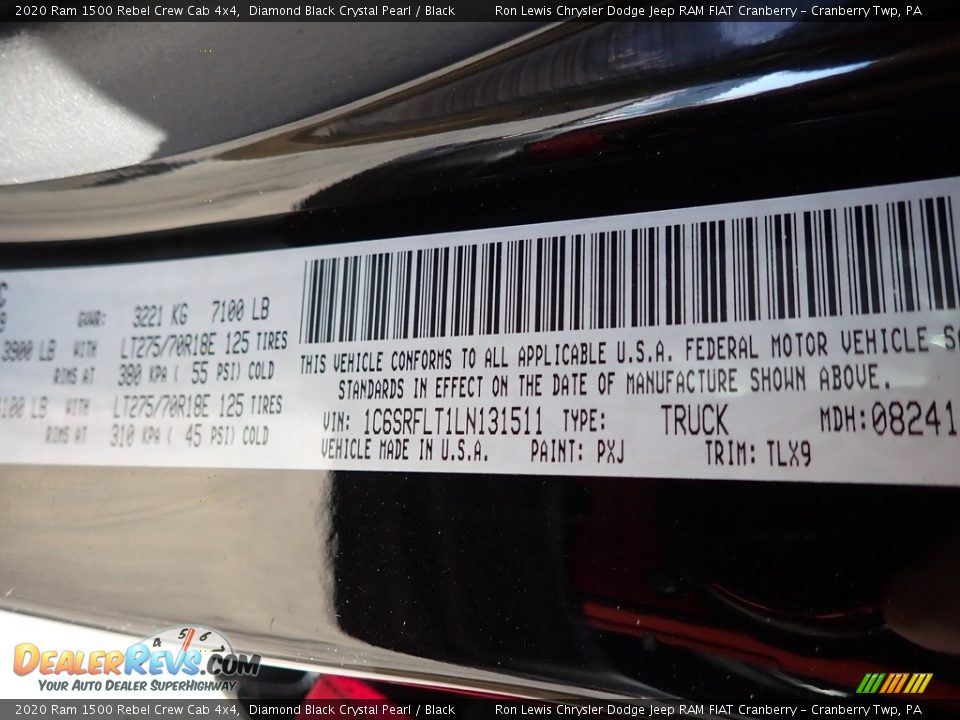 2020 Ram 1500 Rebel Crew Cab 4x4, Diamond Black Crystal Pearl / Black Ron Lewis Chrysler Dodge Jeep RAM FIAT Cranberry - Cranberry Twp, PA
GVWR: 3221 KG 7100 LB
3900 LB WITH LT275/70R18E 125 TIRES
RIMS AT 380 KPA ( 55 PSI) COLD
100 LB WITH LT275/70R18E 125 TIRES
RIMS AT 310 KPA ( 45 PSI) COLD
THIS VEHICLE CONFORMS TO ALL APPLICABLE U.S.A. FEDERAL MOTOR VEHICLE
STANDARDS IN EFFECT ON THE DATE OF MANUFACTURE SHOWN ABOVE.
VIN: 1C6SRFLT1LN131511 TYPE: TRUCK MDH:08241
VEHICLE MADE IN U.S.A. PAINT: PXJ TRIM: TLX9
4 5 6
DEALERREVS.COM
YOUR AUTO DEALER SUPERHIGHWAY
2020 Ram 1500 Rebel Crew Cab 4x4, Diamond Black Crystal Pearl / Black Ron Lewis Chrysler Dodge Jeep RAM FIAT Cranberry - Cranberry Twp, PA